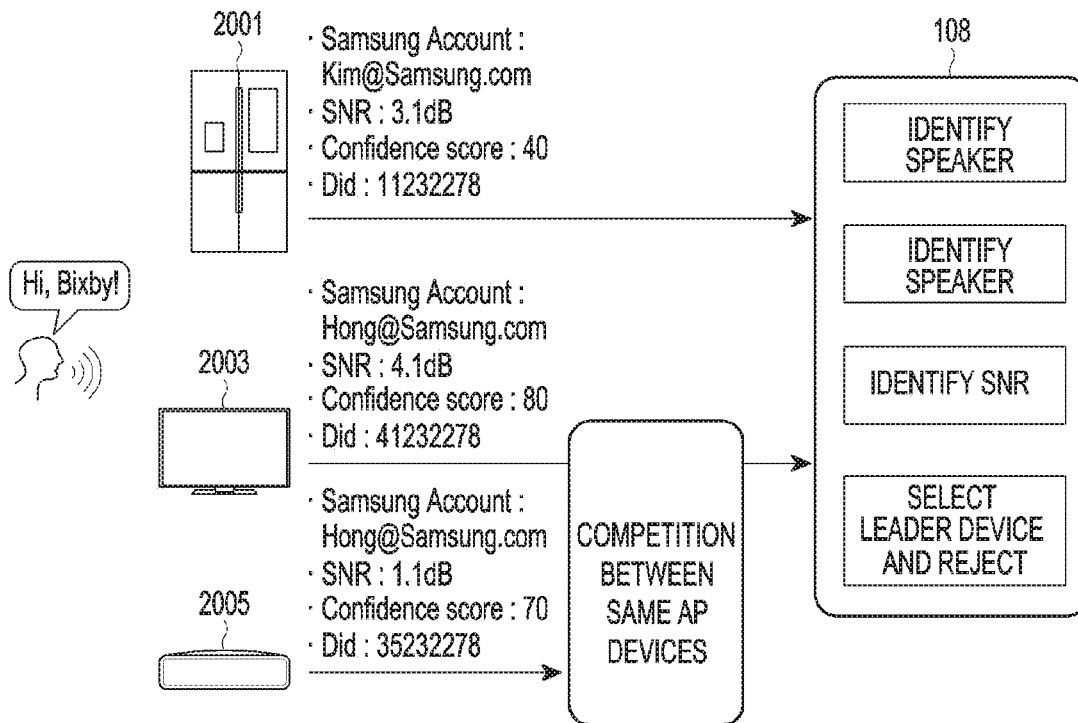 2001
· Samsung Account :
Kim@Samsung.com
· SNR : 3.1dB
· Confidence score : 40
· Did : 11232278
108
IDENTIFY
SPEAKER
IDENTIFY
SPEAKER
IDENTIFY SNR
SELECT
LEADER DEVICE
AND REJECT
Hi, Bixby!
2003
· Samsung Account :
Hong@Samsung.com
· SNR : 4.1dB
· Confidence score : 80
· Did : 41232278
2005
· Samsung Account :
Hong@Samsung.com
· SNR : 1.1dB
· Confidence score : 70
· Did : 35232278
COMPETITION
BETWEEN
SAME AP
DEVICES